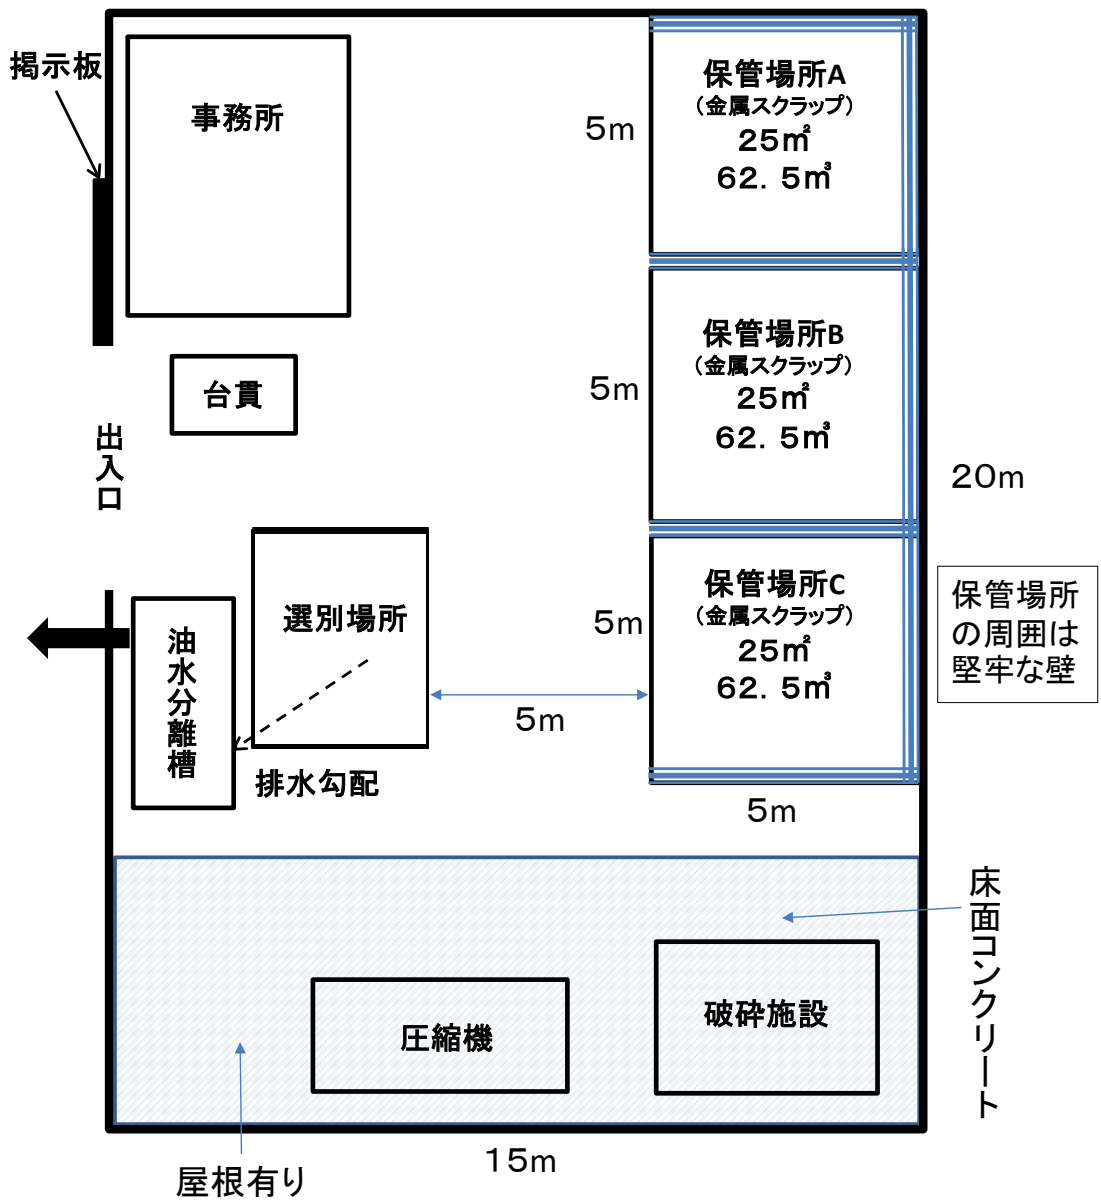 掲示板
事務所
保管場所A
（金属スクラップ）
25㎡
62．5㎥
5m
台貫
保管場所B
（金属スクラップ）
25㎡
62．5㎥
5m
出入口
20m
選別場所
保管場所C
（金属スクラップ）
25㎡
62．5㎥
5m
保管場所
の周囲は
堅牢な壁
油水分離槽
5m
排水勾配
5m
床面コンクリート
圧縮機
破砕施設
15m
屋根有り